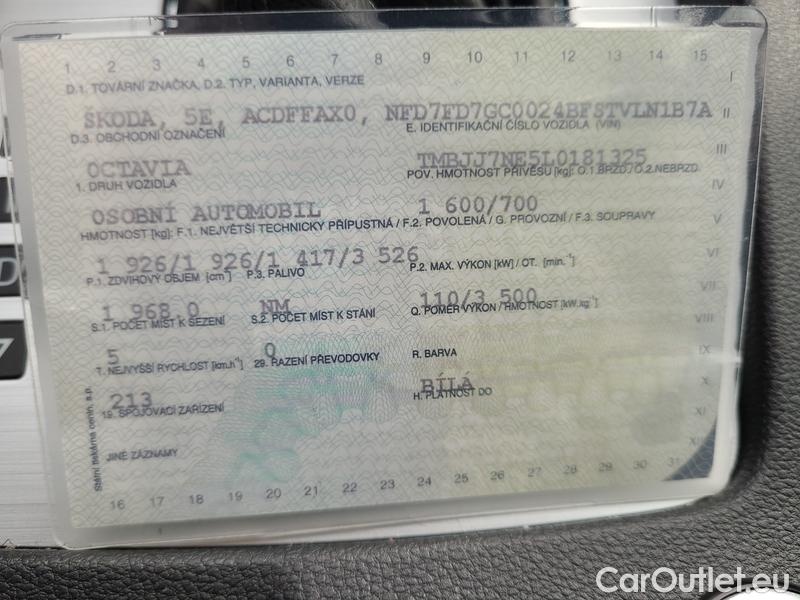 1 2 3 4 5 6 7 8 9 10 11 12 13 14 15
D.1. TOVÁRNÍ ZNAČKA, D.2. TYP, VARIANTA, VERZE I
ŠKODA, 5E, ACDFFAX0, NFD7FD7GC0024BFSTVLN1B7A II
D.3. OBCHODNÍ OZNAČENÍ E. IDENTIFIKAČNÍ ČÍSLO VOZIDLA (VIN)
OCTAVIA TMBJJ7NE5L0181325 III
1. DRUH VOZIDLA POV. HMOTNOST PŘÍVĚSU [kg]: O.1.BRZD./O.2.NEBRZD.
OSOBNÍ AUTOMOBIL 1 600/700 IV
HMOTNOST [kg]: F.1. NEJVĚTŠÍ TECHNICKY PŘÍPUSTNÁ / F.2. POVOLENÁ / G. PROVOZNÍ / F.3. SOUPRAVY V
1 926/1 926/1 417/3 526 VI
P.1. ZDVIHOVÝ OBJEM [cm³] P.3. PALIVO P.2. MAX. VÝKON [kW] / OT. [min.⁻¹]
1 968,0 NM 110/3 500 VII
S.1. POČET MÍST K SEZENÍ S.2. POČET MÍST K STÁNÍ Q. POMĚR VÝKON / HMOTNOST [kW.kg⁻¹] VIII
5 0
T. NEJVYŠŠÍ RYCHLOST [km.h⁻¹] 29. ŘAZENÍ PŘEVODOVKY R. BARVA IX
213 BÍLÁ X
19. SPOJOVACÍ ZAŘÍZENÍ H. PLATNOST DO
XI
JINÉ ZÁZNAMY
Státní tiskárna cenin, s.p.
16 17 18 19 20 21 22 23 24 25 26 27 28 29 30 31
D
7
CarOutlet.eu